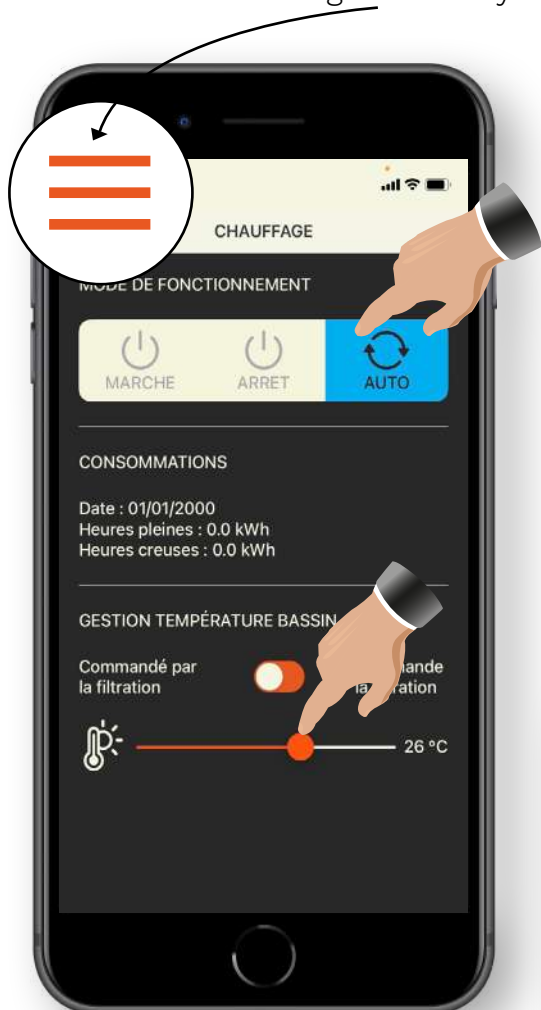 CHAUFFAGE
MODE DE FONCTIONNEMENT
MARCHE ARRET AUTO
CONSOMMATIONS
Date : 01/01/2000
Heures pleines : 0.0 kWh
Heures creuses : 0.0 kWh
GESTION TEMPÉRATURE BASSIN
Commandé par
la filtration
26 °C